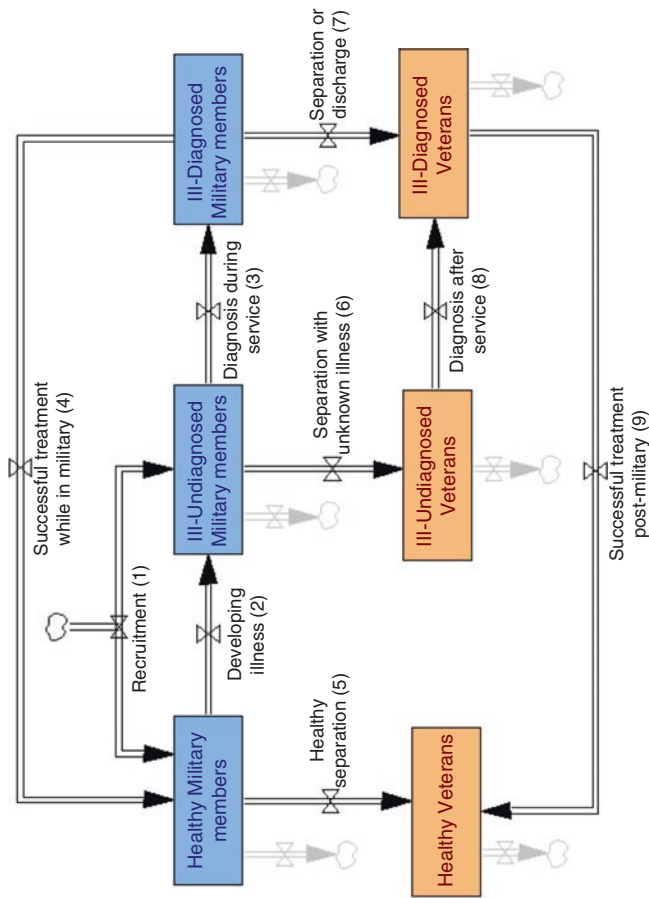 Successful treatment
while in military (4)
Recruitment (1)
Healthy Military
members
Developing
illness (2)
Ill-Undiagnosed
Military members
Diagnosis during
service (3)
Ill-Diagnosed
Military members
Healthy
separation (5)
Separation with
unknown illness (6)
Separation or
discharge (7)
Healthy Veterans
Ill-Undiagnosed
Veterans
Diagnosis after
service (8)
Ill-Diagnosed
Veterans
Successful treatment
post-military (9)